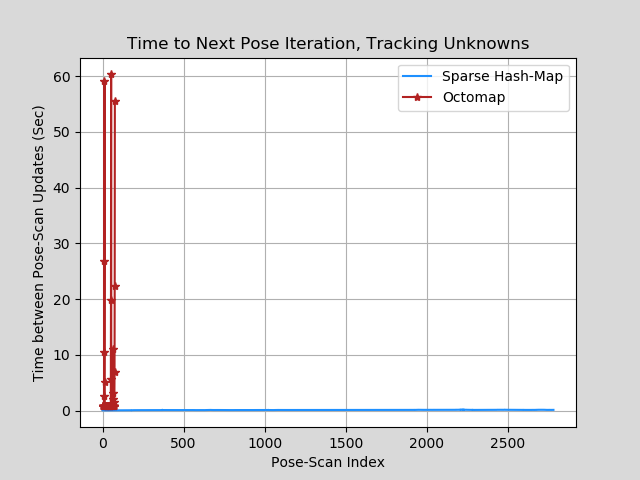 Time to Next Pose Iteration, Tracking Unknowns
Sparse Hash-Map
Octomap
Time between Pose-Scan Updates (Sec)
60
50
40
30
20
10
0
0 500 1000 1500 2000 2500
Pose-Scan Index